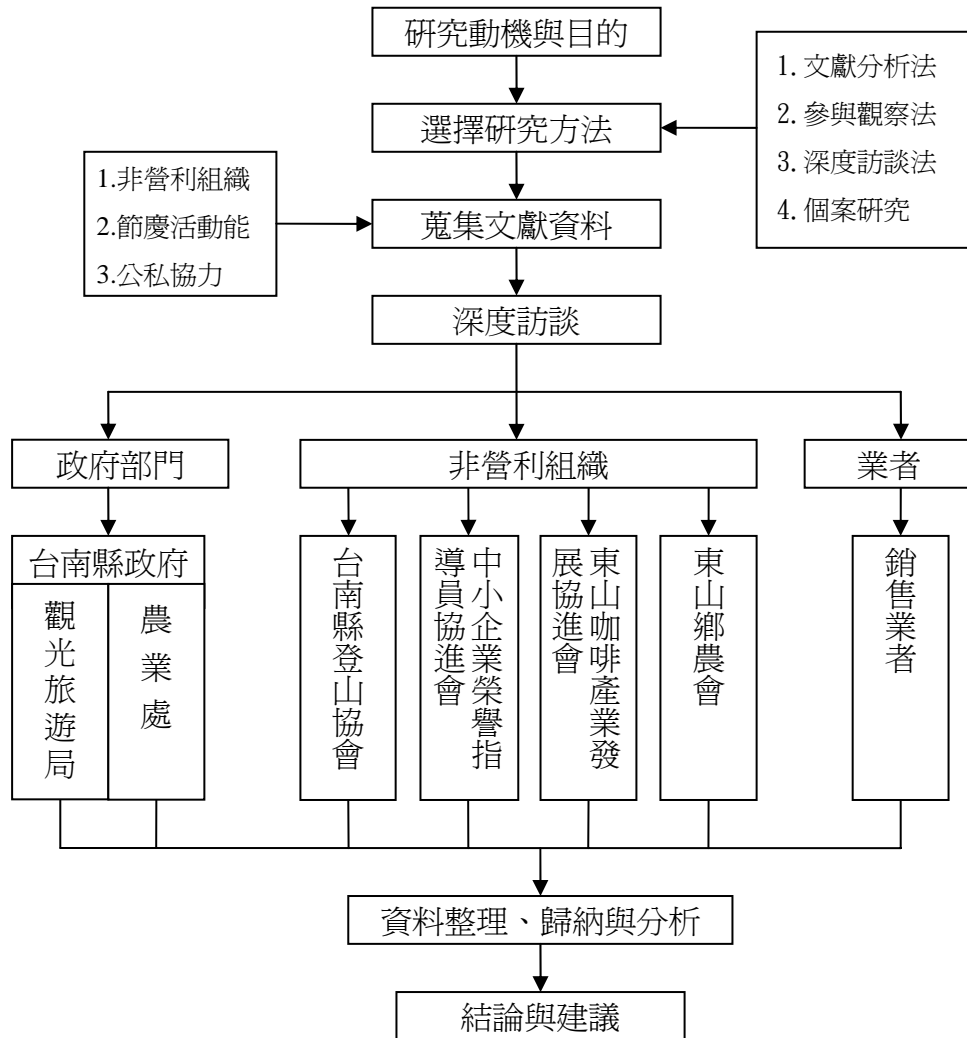 研究動機與目的
1. 文獻分析法
2. 參與觀察法
3. 深度訪談法
4. 個案研究
選擇研究方法
1.非營利組織
2.節慶活動能
3.公私協力
蒐集文獻資料
深度訪談
政府部門
非營利組織
業者
台南縣政府
觀光旅遊局
農業處
台南縣登山協會
中小企業榮譽指
導員協進會
東山咖啡產業發
展協進會
東山鄉農會
銷售業者
資料整理、歸納與分析
結論與建議